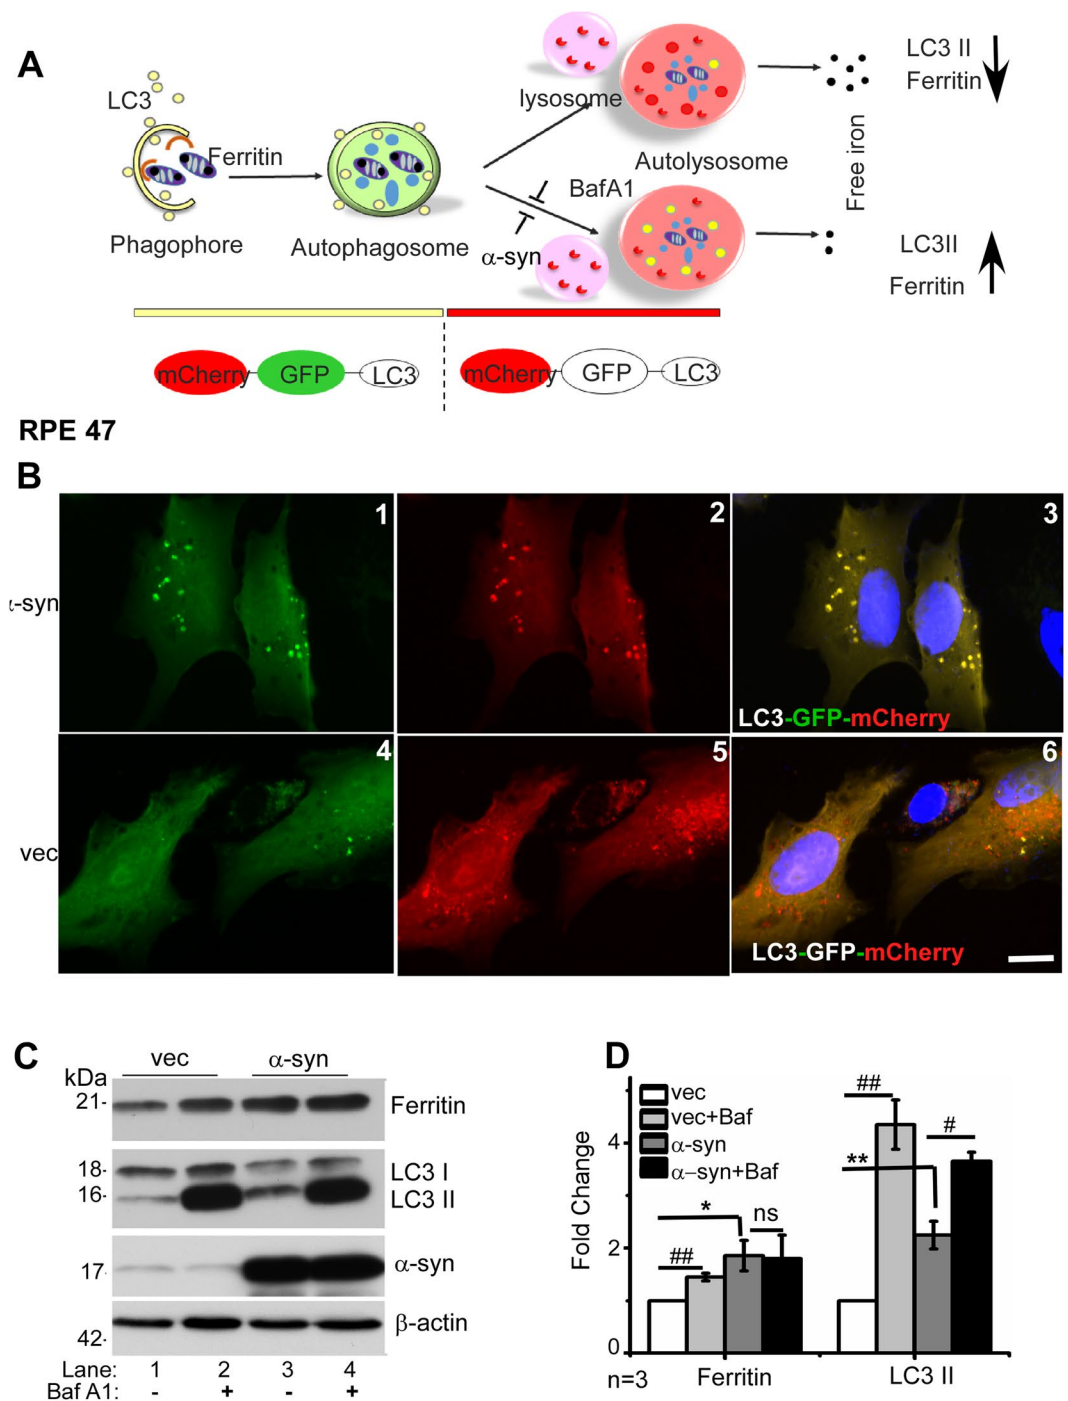 A
LC3
Ferritin
Phagophore
Autophagosome
lysosome
Autolysosome
BafA1
α-syn
Free iron
LC3 II
Ferritin
LC3II
Ferritin
mCherry
GFP
LC3
mCherry
GFP
LC3
RPE 47
B
1
2
3
α-syn
LC3-GFP-mCherry
4
5
6
vec
LC3-GFP-mCherry
C
vec
α-syn
kDa
21-
Ferritin
18-
LC3 I
16-
LC3 II
17-
α-syn
42-
β-actin
Lane: 1 2 3 4
Baf A1: - + - +
D
vec
vec+Baf
α-syn
α-syn+Baf
Fold Change
4
2
0
##
*
ns
##
**
#
n=3
Ferritin
LC3 II